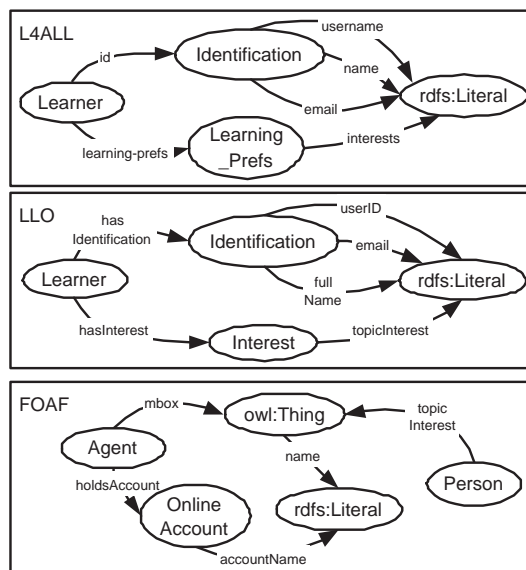 L4ALL
username
Identification
id
name
Learner
rdfs:Literal
email
Learning
_Prefs
learning-prefs
interests
LLO
has
Identification
userID
Identification
email
Learner
rdfs:Literal
full
Name
hasInterest
topicInterest
Interest
FOAF
mbox
owl:Thing
topic
Interest
Agent
name
holdsAccount
Online
Account
rdfs:Literal
Person
accountName